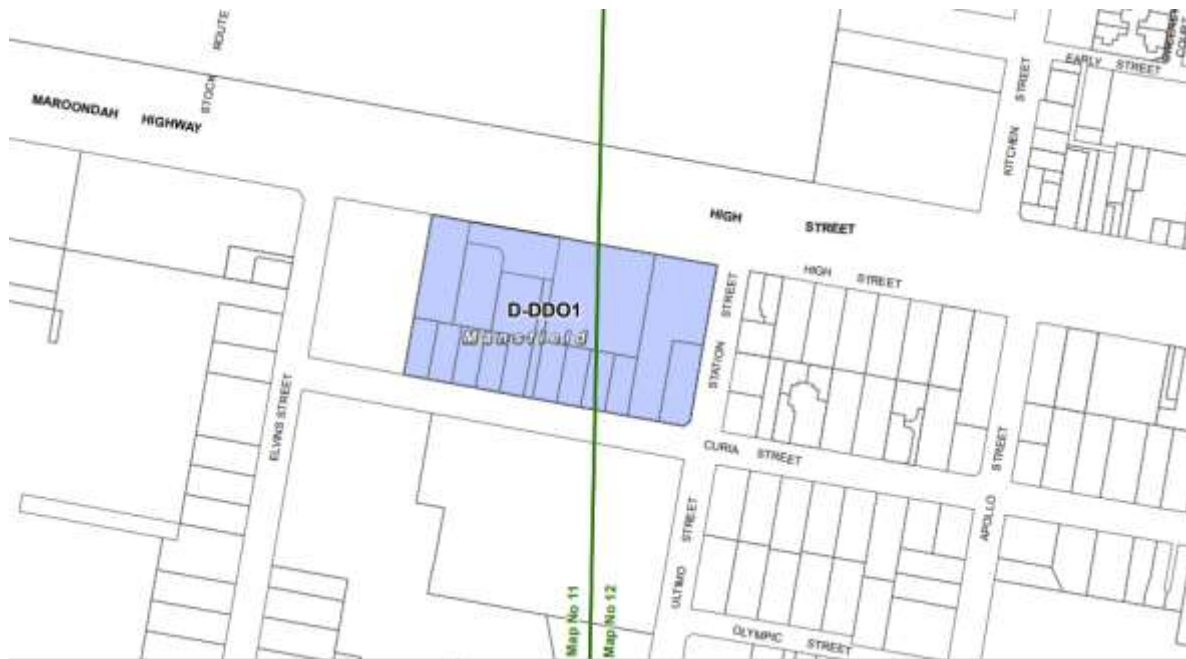 STOCK ROUTE
MAROONDAH HIGHWAY
EARLY STREET
COURT
KITCHEN STREET
HIGH STREET
HIGH STREET
D-DDO1
Mansfield
STATION STREET
ELVINS STREET
CURIA STREET
APOLLO STREET
ULTIMO STREET
OLYMPIC STREET
Map No 11
Map No 12